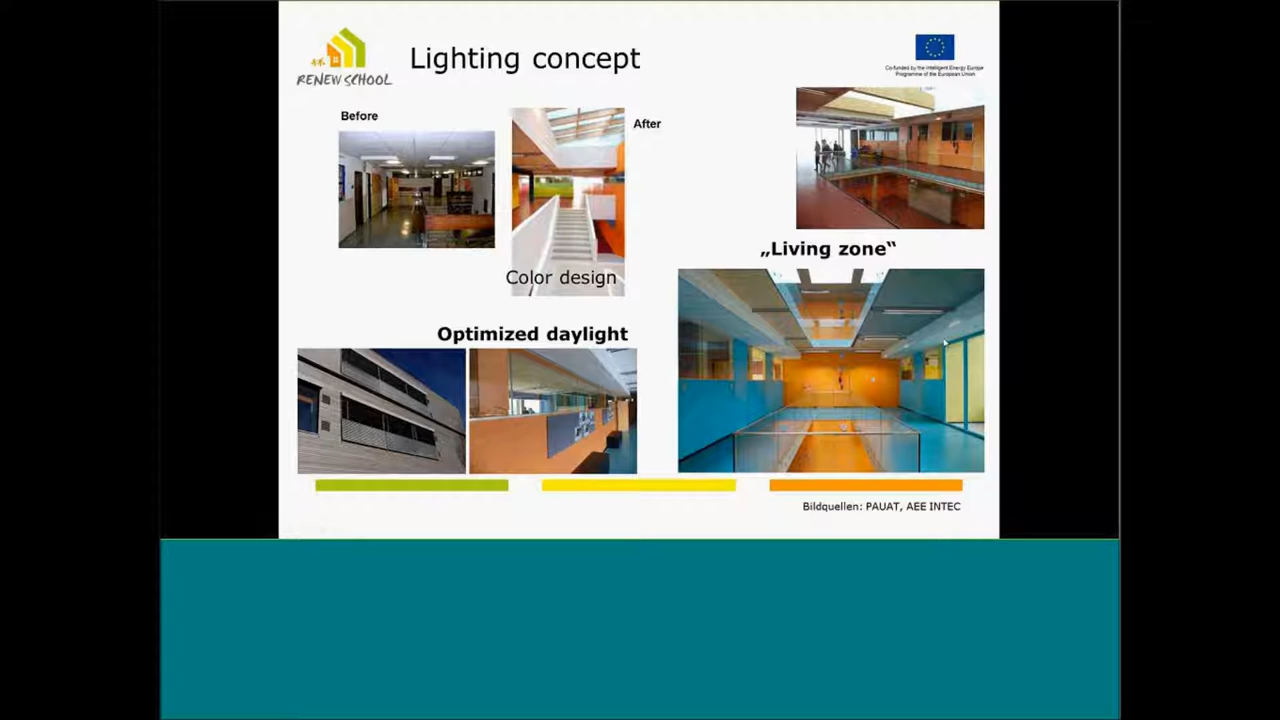 RENEW SCHOOL
Lighting concept
Co-funded by the Intelligent Energy Europe
Programme of the European Union
Before
After
Color design
„Living zone“
Optimized daylight
Bildquellen: PAUAT, AEE INTEC